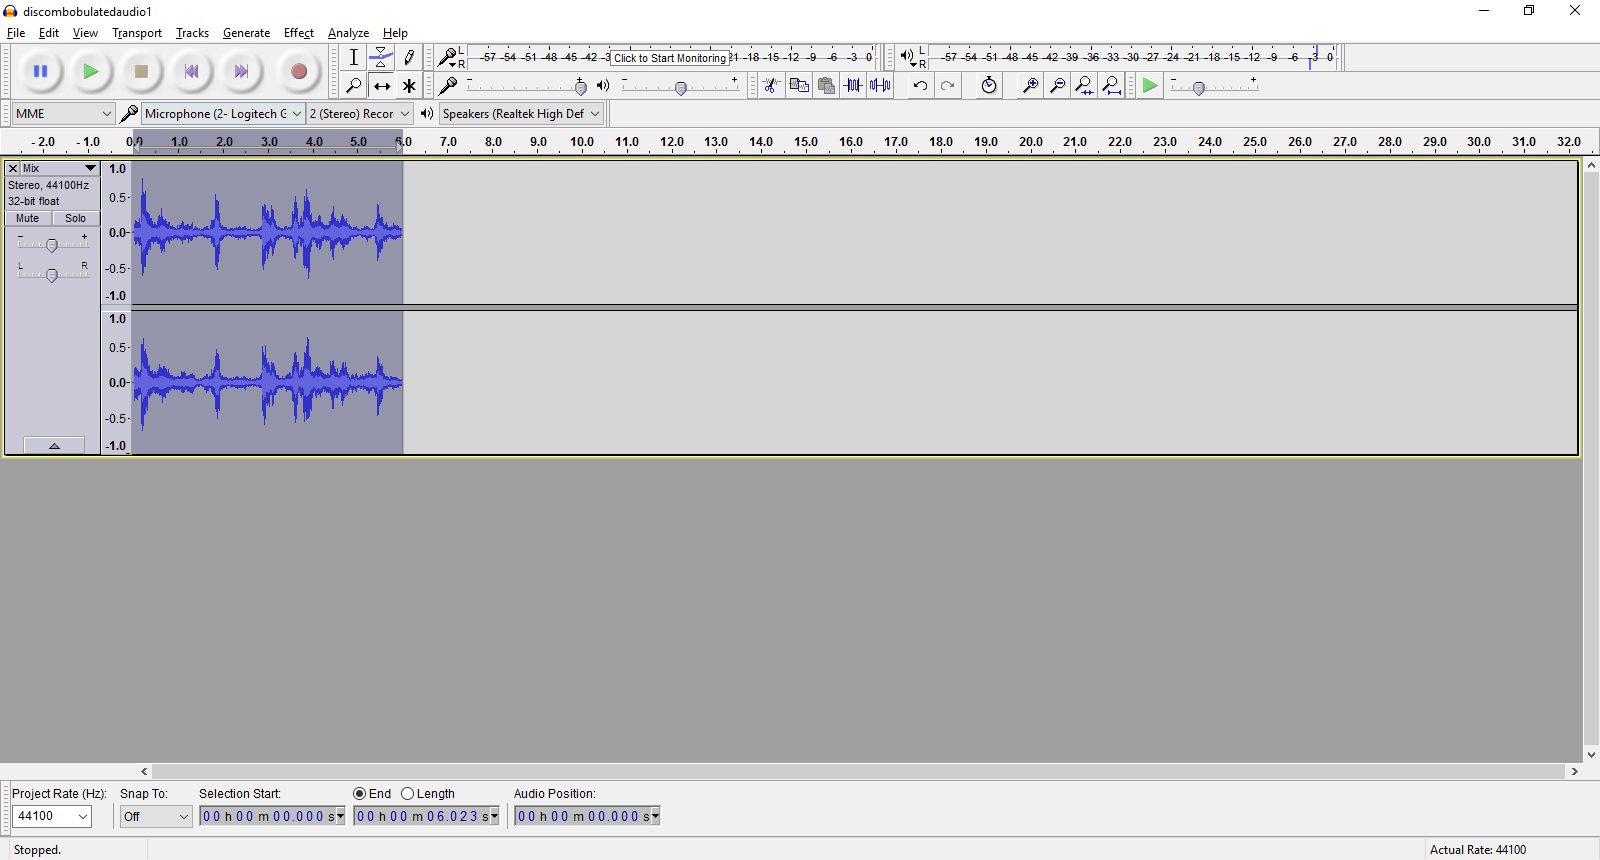 discombobulatedaudio1
File Edit View Transport Tracks Generate Effect Analyze Help
L -57 -54 -51 -48 -45 -42 -3 Click to Start Monitoring 21 -18 -15 -12 -9 -6 -3 0
R
L -57 -54 -51 -48 -45 -42 -39 -36 -33 -30 -27 -24 -21 -18 -15 -12 -9 -6 -3 0
R
- + - + - +
MME Microphone (2- Logitech G 2 (Stereo) Recor Speakers (Realtek High Def
-2.0 -1.0 0.0 1.0 2.0 3.0 4.0 5.0 6.0 7.0 8.0 9.0 10.0 11.0 12.0 13.0 14.0 15.0 16.0 17.0 18.0 19.0 20.0 21.0 22.0 23.0 24.0 25.0 26.0 27.0 28.0 29.0 30.0 31.0 32.0
X Mix 1.0
Stereo, 44100Hz 0.5
32-bit float
Mute Solo
- + 0.0
L R -0.5
-1.0
1.0
0.5
0.0
-0.5
-1.0
Project Rate (Hz): Snap To: Selection Start: End Length Audio Position:
44100 Off 00 h 00 m 00.000 s 00 h 00 m 06.023 s 00 h 00 m 00.000 s
Stopped. Actual Rate: 44100